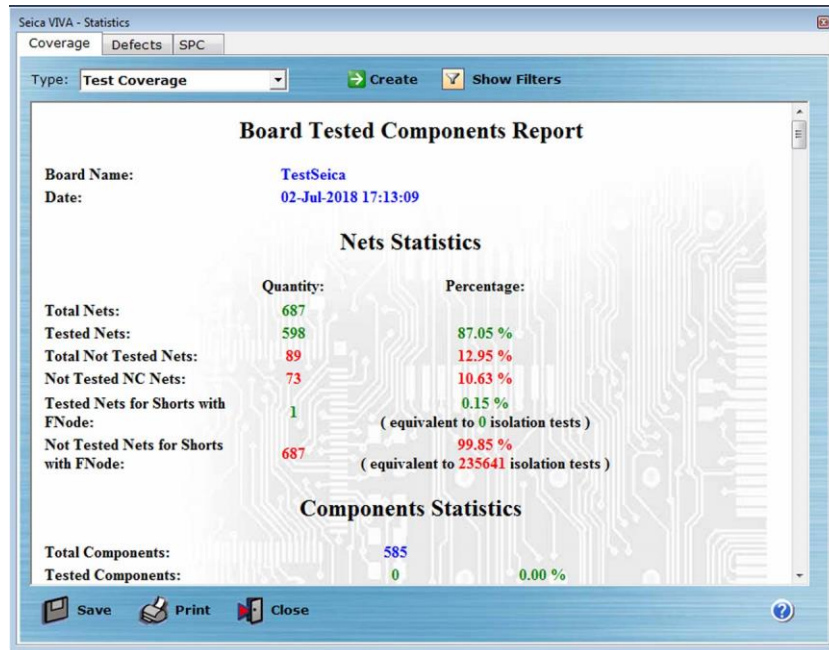 Seica VIVA - Statistics
Coverage Defects SPC
Type: Test Coverage Create Show Filters
Board Tested Components Report
Board Name: TestSeica
Date: 02-Jul-2018 17:13:09
Nets Statistics
Quantity: Percentage:
Total Nets: 687
Tested Nets: 598 87.05 %
Total Not Tested Nets: 89 12.95 %
Not Tested NC Nets: 73 10.63 %
Tested Nets for Shorts with FNode: 1 0.15 %
( equivalent to 0 isolation tests )
Not Tested Nets for Shorts with FNode: 687 99.85 %
( equivalent to 235641 isolation tests )
Components Statistics
Total Components: 585
Tested Components: 0 0.00 %
Save Print Close